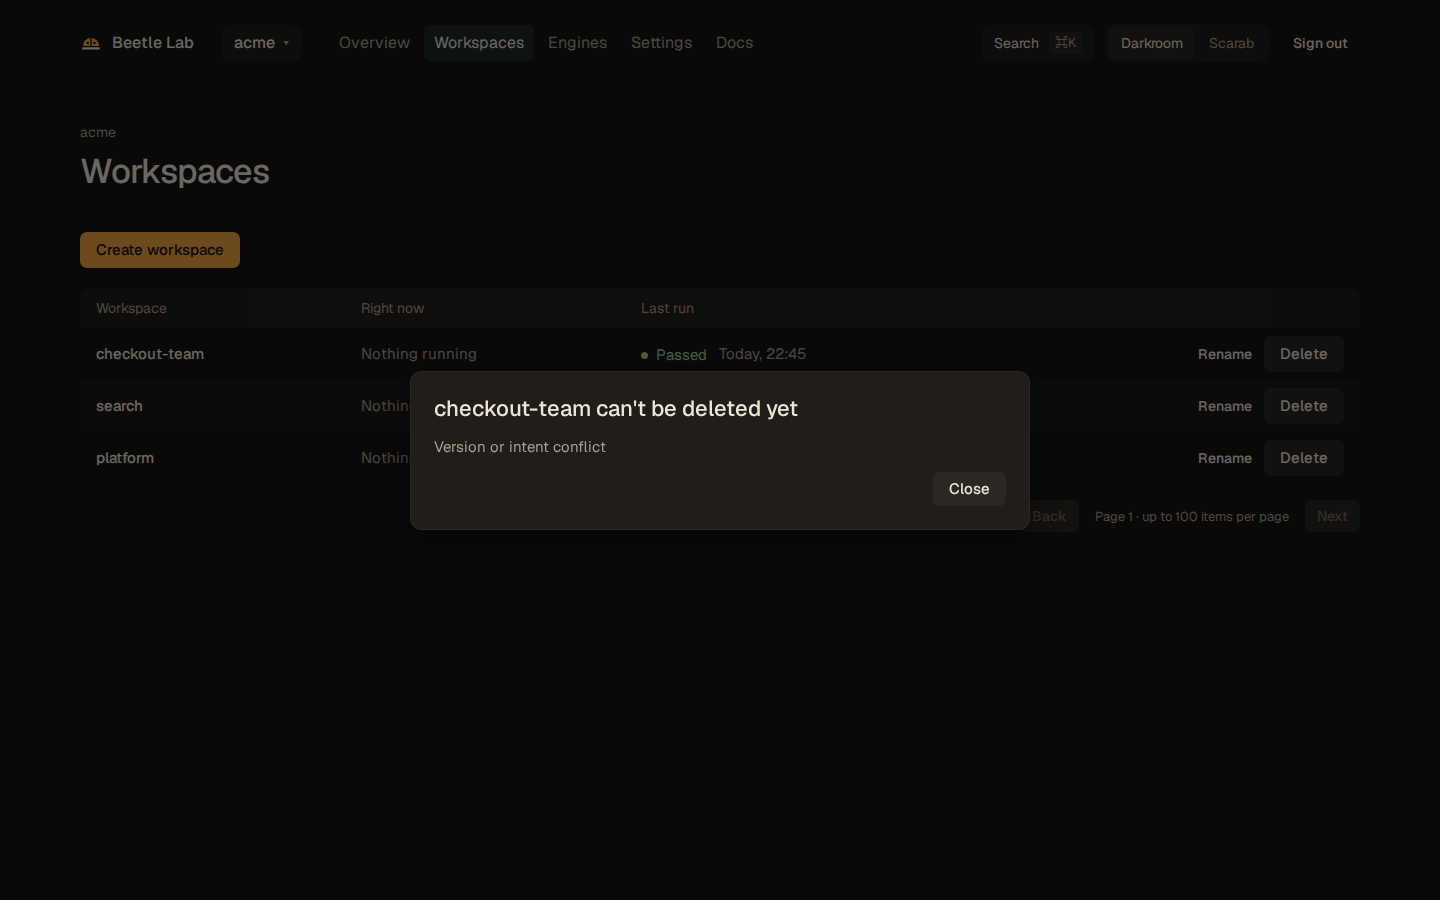 Beetle Lab acme Overview Workspaces Engines Settings Docs Search ⌘K Darkroom Scarab Sign out
acme
Workspaces
Create workspace
Workspace Right now Last run
checkout-team Nothing running Passed Today, 22:45 Rename Delete
search Nothin Rename Delete
platform Nothin Rename Delete
checkout-team can't be deleted yet
Version or intent conflict
Close
Back Page 1 · up to 100 items per page Next